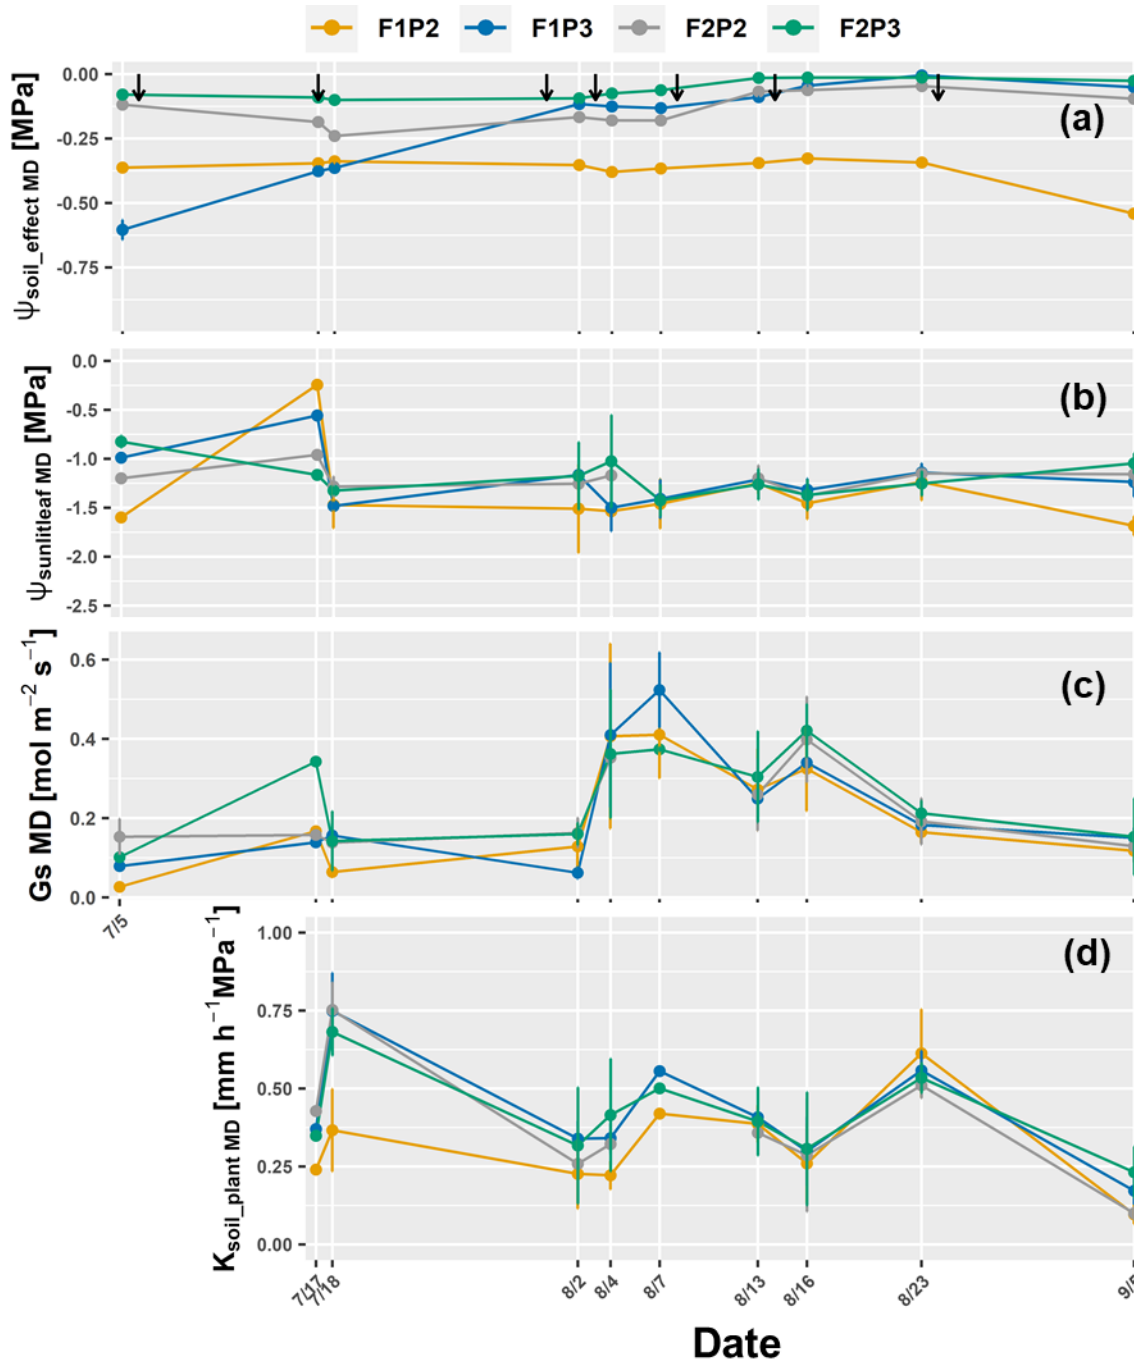 F1P2 F1P3 F2P2 F2P3
0.00
-0.25
-0.50
-0.75
Ψsoil_effect MD [MPa]
(a)
0.0
-0.5
-1.0
-1.5
-2.0
-2.5
Ψsunlitleaf MD [MPa]
(b)
0.6
0.4
0.2
0.0
Gs MD [mol m−2 s−1]
(c)
7/5
1.00
0.75
0.50
0.25
0.00
Ksoil_plant MD [mm h−1MPa−1]
(d)
7/17 7/18 8/2 8/4 8/7 8/13 8/16 8/23
Date